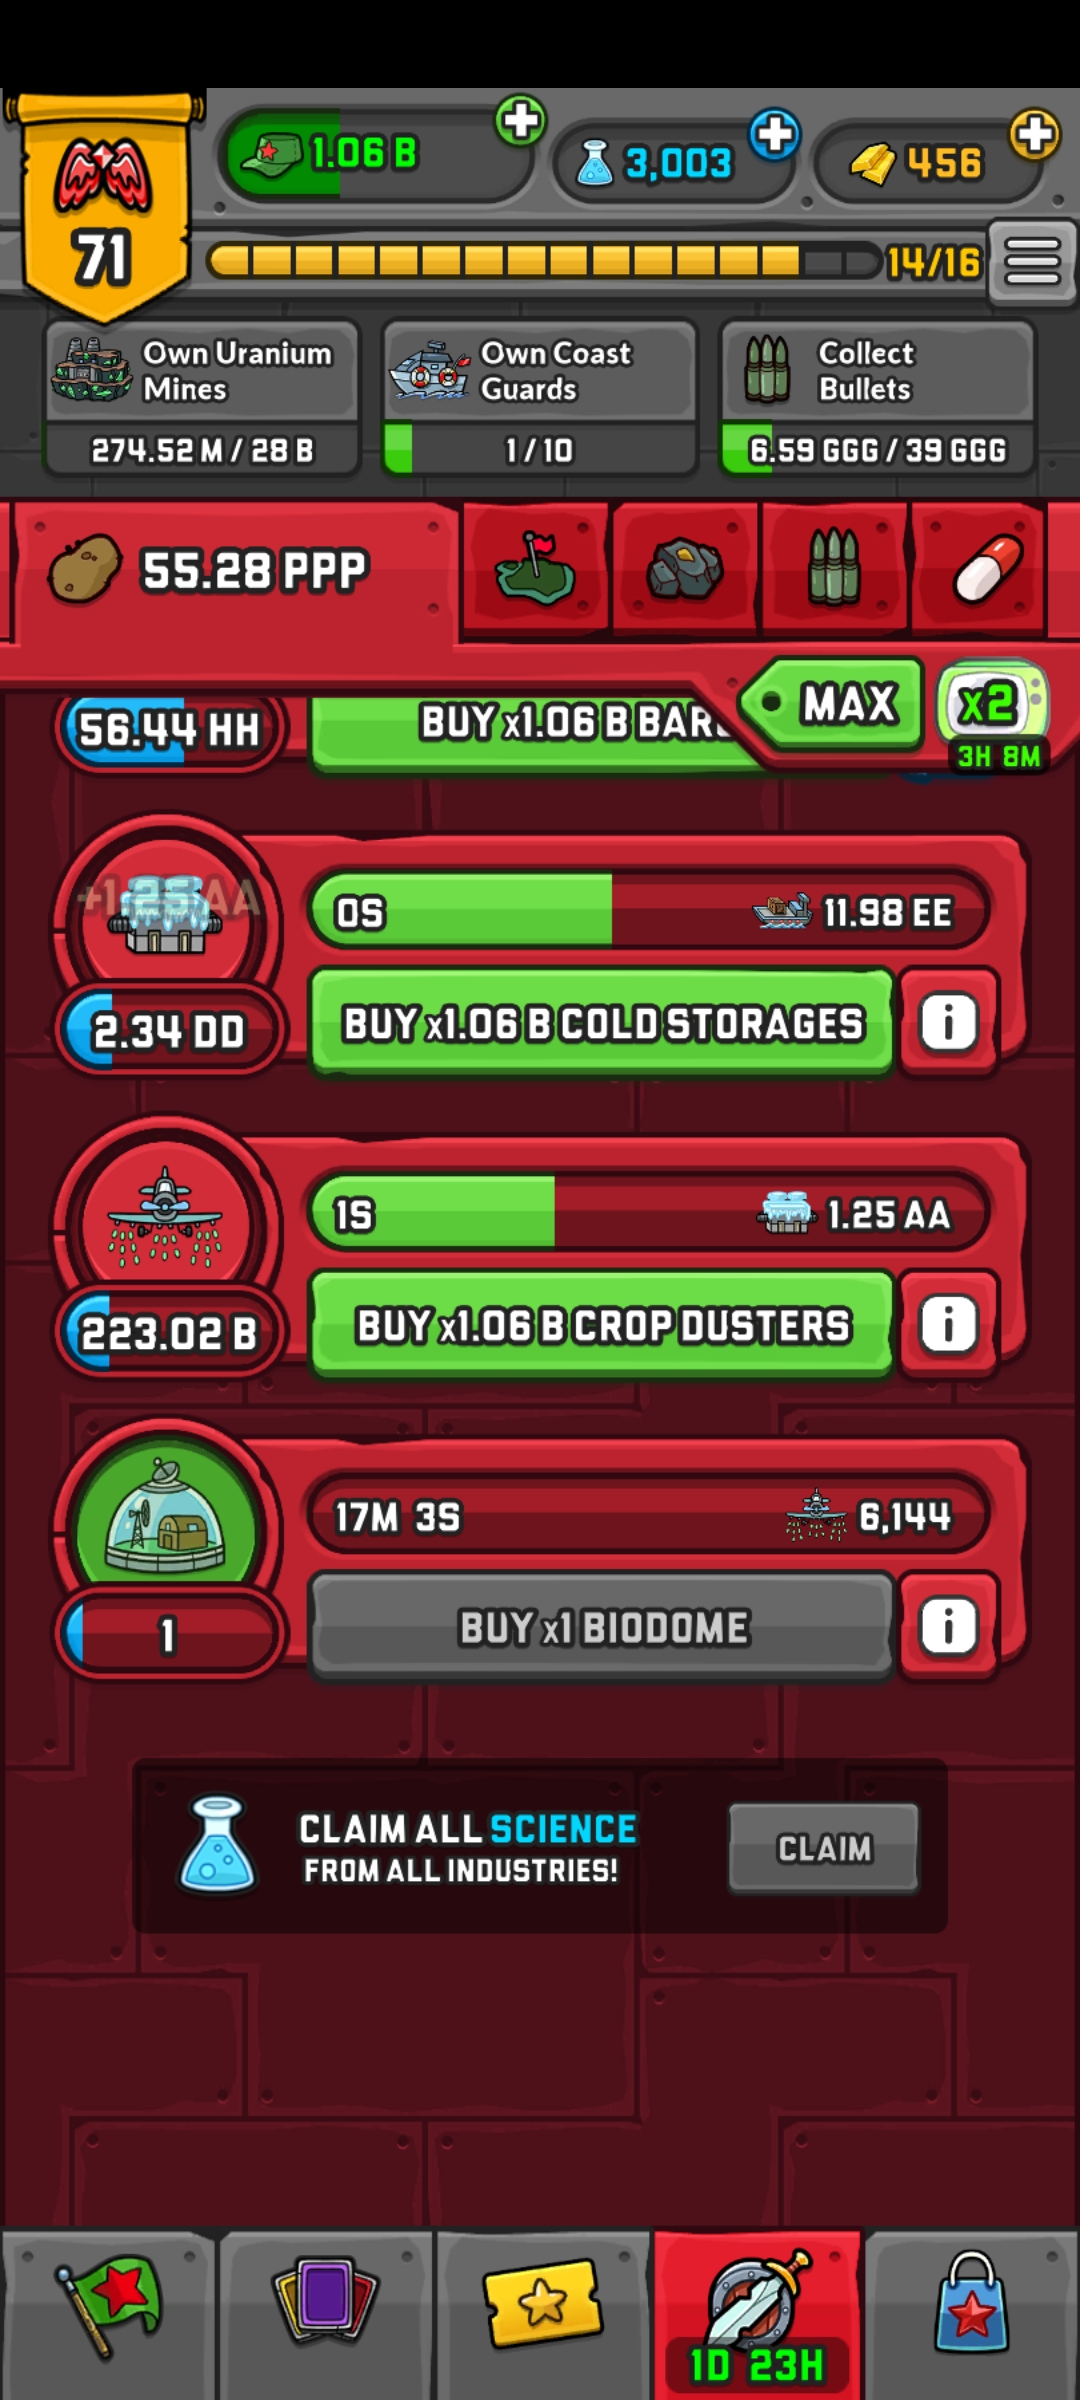 71
1.06 B
3,003
456
14/16
Own Uranium
Mines
274.52 M / 28 B
Own Coast
Guards
1 / 10
Collect
Bullets
6.59 GGG / 39 GGG
55.28 PPP
MAX
x2
3H 8M
56.44 HH
BUY x1.06 B
+1.25 AA
0S
11.98 EE
2.34 DD
BUY x1.06 B COLD STORAGES
i
1S
1.25 AA
223.02 B
BUY x1.06 B CROP DUSTERS
i
17M 3S
6,144
1
BUY x1 BIODOME
i
CLAIM ALL SCIENCE
FROM ALL INDUSTRIES!
CLAIM
1D 23H